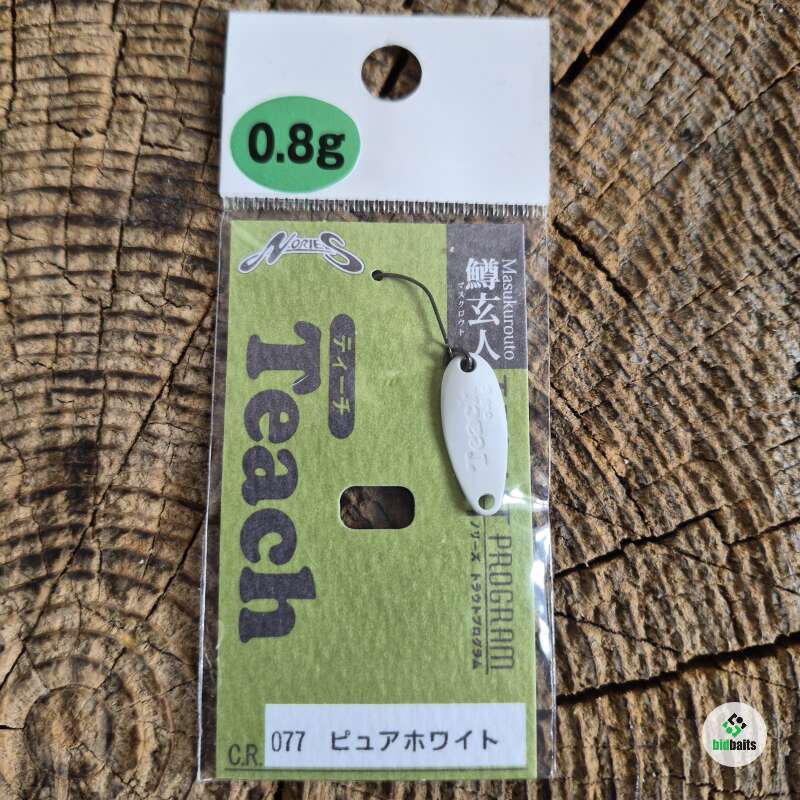 0.8g
NORIES
Masukurouto
鱒玄人
マスクロウト
ティーチ
Teach
Teach
PROGRAM
ノリーズ トラウトプログラム
C.R. 077 ピュアホワイト
bidbaits